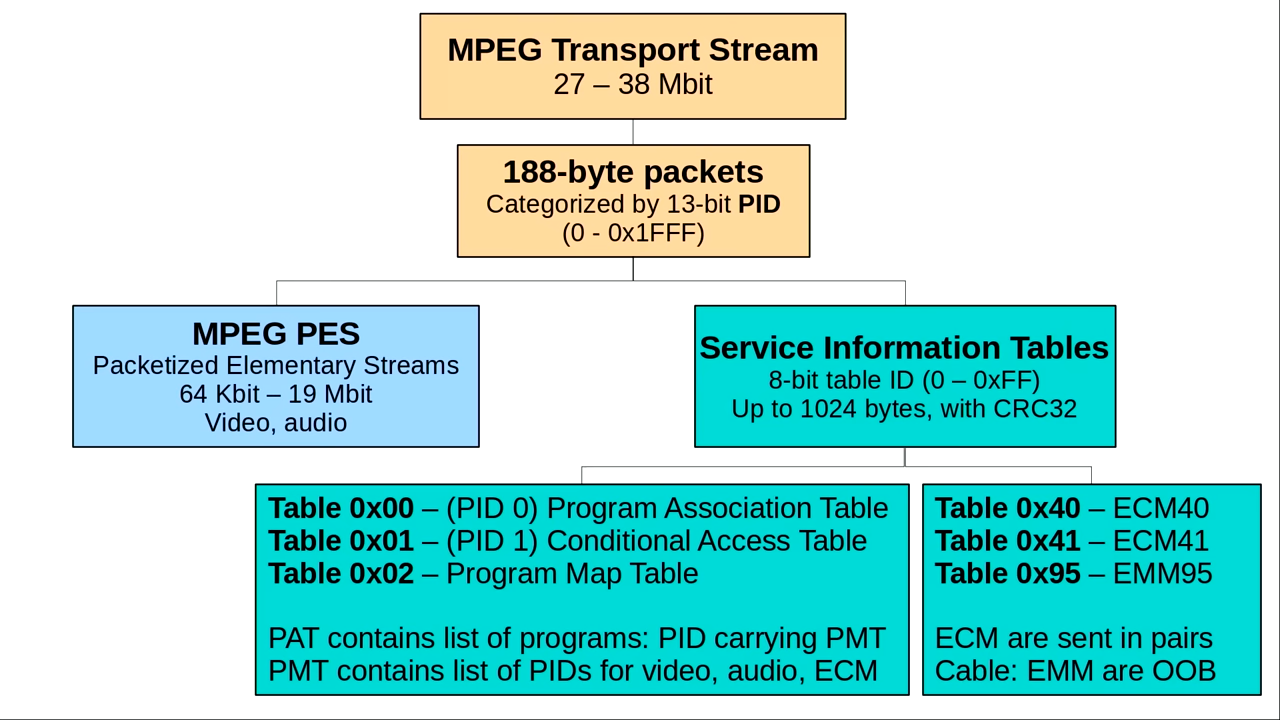 MPEG Transport Stream
27 – 38 Mbit
188-byte packets
Categorized by 13-bit PID
(0 - 0x1FFF)
MPEG PES
Packetized Elementary Streams
64 Kbit – 19 Mbit
Video, audio
Service Information Tables
8-bit table ID (0 – 0xFF)
Up to 1024 bytes, with CRC32
Table 0x00 – (PID 0) Program Association Table
Table 0x01 – (PID 1) Conditional Access Table
Table 0x02 – Program Map Table
PAT contains list of programs: PID carrying PMT
PMT contains list of PIDs for video, audio, ECM
Table 0x40 – ECM40
Table 0x41 – ECM41
Table 0x95 – EMM95
ECM are sent in pairs
Cable: EMM are OOB